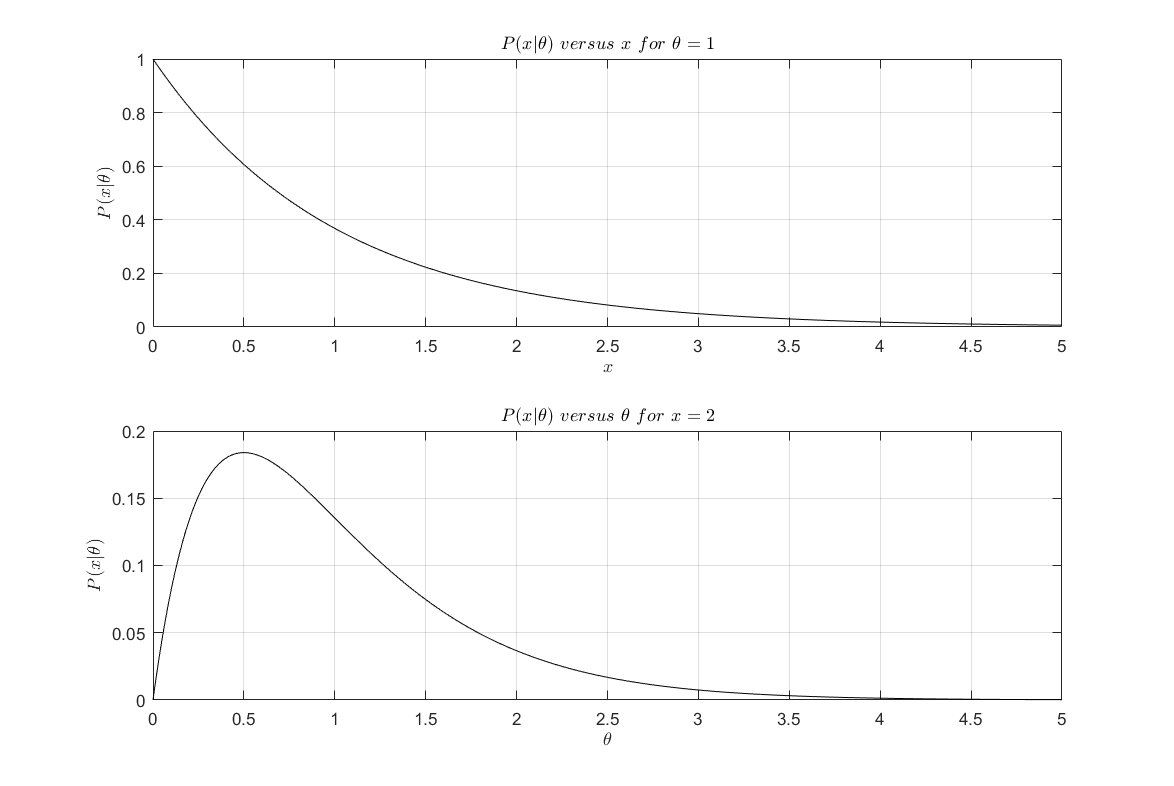 P(x|θ) versus x for θ = 1
1
0.8
0.6
0.4
0.2
0
P(x|θ)
0 0.5 1 1.5 2 2.5 3 3.5 4 4.5 5
x
P(x|θ) versus θ for x = 2
0.2
0.15
0.1
0.05
0
P(x|θ)
0 0.5 1 1.5 2 2.5 3 3.5 4 4.5 5
θ